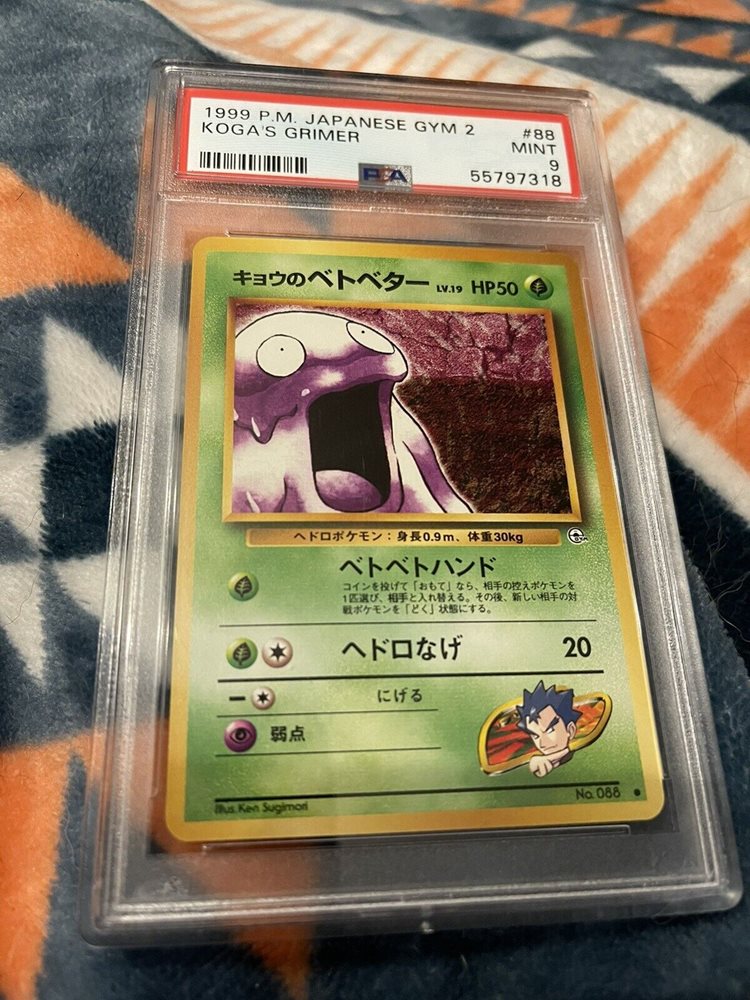 1999 P.M. JAPANESE GYM 2 #88
KOGA'S GRIMER MINT
9
PSA 55797318
キョウのベトベター LV.19 HP50
ヘドロポケモン：身長0.9m、体重30kg
ベトベトハンド
コインを投げて「おもて」なら、相手の控えポケモンを
1匹選び、相手と入れ替える。その後、新しい相手の対
戦ポケモンを「どく」状態にする。
ヘドロなげ 20
にげる
弱点
Illus. Ken Sugimori
No. 088